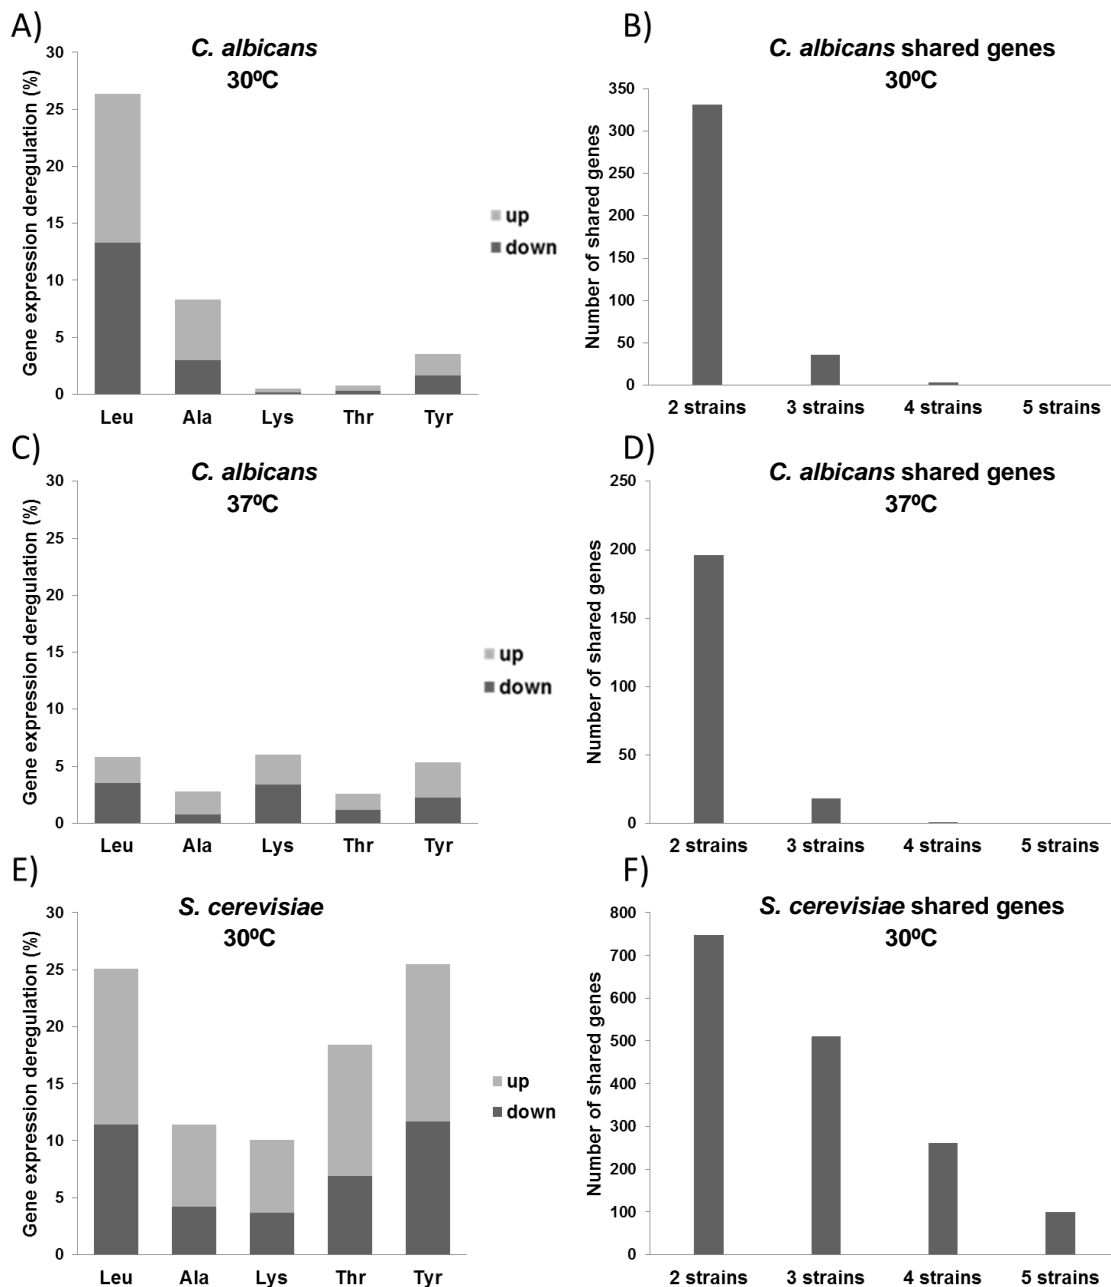 A)
C. albicans
30ºC
Gene expression deregulation (%)
30
25
20
15
10
5
0
Leu Ala Lys Thr Tyr
up
down
B)
C. albicans shared genes
30ºC
Number of shared genes
350
300
250
200
150
100
50
0
2 strains 3 strains 4 strains 5 strains
C)
C. albicans
37ºC
Gene expression deregulation (%)
30
25
20
15
10
5
0
Leu Ala Lys Thr Tyr
up
down
D)
C. albicans shared genes
37ºC
Number of shared genes
250
200
150
100
50
0
2 strains 3 strains 4 strains 5 strains
E)
S. cerevisiae
30ºC
Gene expression deregulation (%)
30
25
20
15
10
5
0
Leu Ala Lys Thr Tyr
up
down
F)
S. cerevisiae shared genes
30ºC
Number of shared genes
800
700
600
500
400
300
200
100
0
2 strains 3 strains 4 strains 5 strains